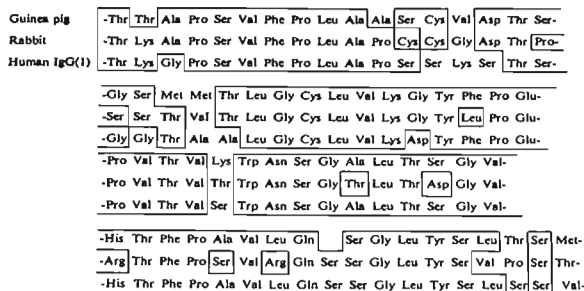 Guinea pig -Thr Thr Ala Pro Ser Val Phe Pro Leu Ala Ala Ser Cys Val Asp Thr Ser-
Rabbit -Thr Lys Ala Pro Ser Val Phe Pro Leu Ala Pro Cys Cys Gly Asp Thr Pro-
Human IgG(1) -Thr Lys Gly Pro Ser Val Phe Pro Leu Ala Pro Ser Ser Lys Ser Thr Ser-
-Gly Ser Met Met Thr Leu Gly Cys Leu Val Lys Gly Tyr Phe Pro Glu-
-Ser Ser Thr Val Thr Leu Gly Cys Leu Val Lys Gly Tyr Leu Pro Glu-
-Gly Gly Thr Ala Ala Leu Gly Cys Leu Val Lys Asp Tyr Phe Pro Glu-
-Pro Val Thr Val Lys Trp Asn Ser Gly Ala Leu Thr Ser Gly Val-
-Pro Val Thr Val Thr Trp Asn Ser Gly Thr Leu Thr Asp Gly Val-
-Pro Val Thr Val Ser Trp Asn Ser Gly Ala Leu Thr Ser Gly Val-
-His Thr Phe Pro Ala Val Leu Gln Ser Gly Leu Tyr Ser Leu Thr Ser Met-
-Arg Thr Phe Pro Ser Val Arg Gln Ser Ser Gly Leu Tyr Ser Val Pro Ser Thr-
-His Thr Phe Pro Ala Val Leu Gln Ser Ser Gly Leu Tyr Ser Leu Ser Ser Val-